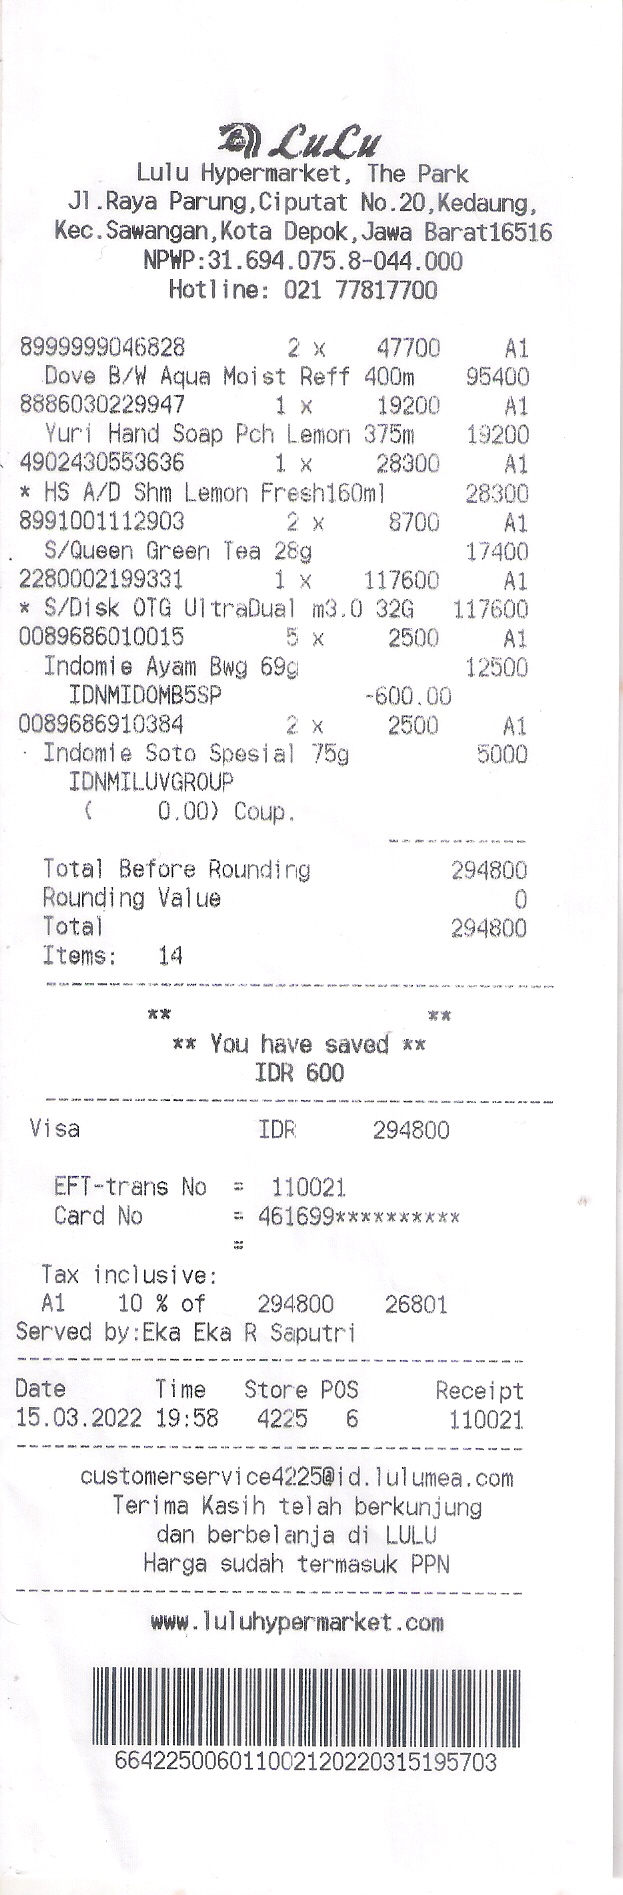 LuLu
Lulu Hypermarket, The Park
Jl.Raya Parung,Ciputat No.20,Kedaung,
Kec.Sawangan,Kota Depok,Jawa Barat16516
NPWP:31.694.075.8-044.000
Hotline: 021 77817700
8999999046828 2 x 47700 A1
Dove B/W Aqua Moist Reff 400m 95400
8886030229947 1 x 19200 A1
Yuri Hand Soap Pch Lemon 375m 19200
4902430553636 1 x 28300 A1
* HS A/D Shm Lemon Fresh160ml 28300
8991001112903 2 x 8700 A1
S/Queen Green Tea 28g 17400
2280002199331 1 x 117600 A1
* S/Disk OTG UltraDual m3.0 32G 117600
0089686010015 5 x 2500 A1
Indomie Ayam Bwg 69g 12500
IDNMIDOMB5SP -600.00
0089686910384 2 x 2500 A1
Indomie Soto Spesial 75g 5000
IDNMILUVGROUP
( 0.00) Coup.
Total Before Rounding 294800
Rounding Value 0
Total 294800
Items: 14
** **
** You have saved **
IDR 600
Visa IDR 294800
EFT-trans No = 110021
Card No = 461699**********
=
Tax inclusive:
A1 10 % of 294800 26801
Served by:Eka Eka R Saputri
Date Time Store POS Receipt
15.03.2022 19:58 4225 6 110021
customerservice4225@id.lulumea.com
Terima Kasih telah berkunjung
dan berbelanja di LULU
Harga sudah termasuk PPN
www.luluhypermarket.com
6642250060110021202203151957​03